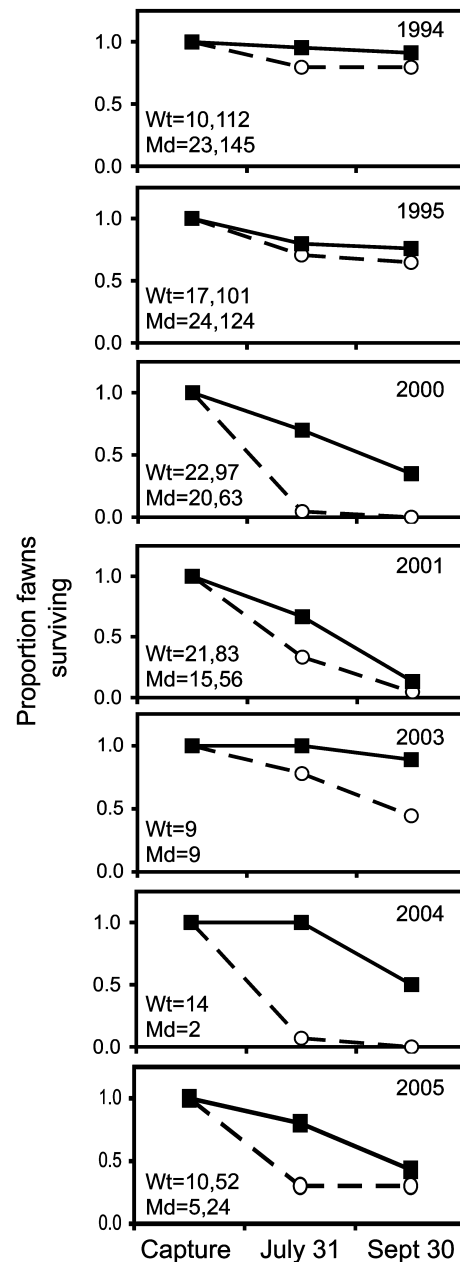 1994
1.0
0.5
0.0
Wt=10,112
Md=23,145
1995
1.0
0.5
0.0
Wt=17,101
Md=24,124
2000
1.0
0.5
0.0
Wt=22,97
Md=20,63
Proportion fawns
surviving
2001
1.0
0.5
0.0
Wt=21,83
Md=15,56
2003
1.0
0.5
0.0
Wt=9
Md=9
2004
1.0
0.5
0.0
Wt=14
Md=2
2005
1.0
0.5
0.0
Wt=10,52
Md=5,24
Capture July 31 Sept 30